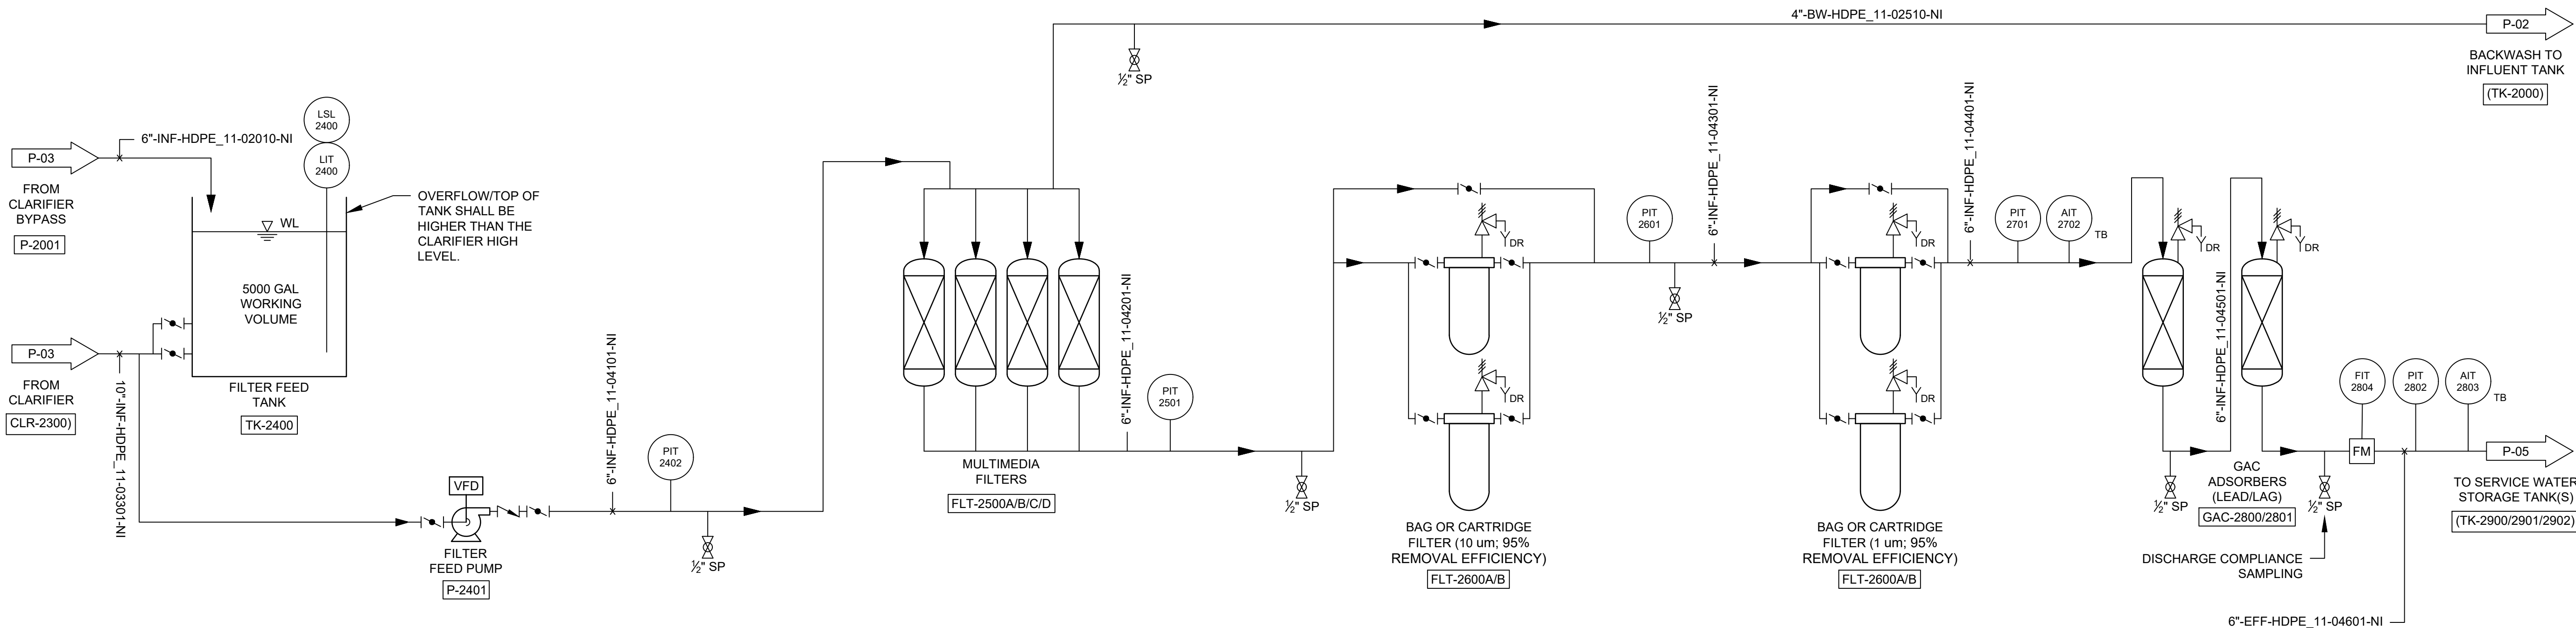 4"-BW-HDPE_11-02510-NI
P-02
BACKWASH TO
INFLUENT TANK
(TK-2000)
½" SP
LSL
2400
LIT
2400
6"-INF-HDPE_11-02010-NI
P-03
FROM
CLARIFIER
BYPASS
P-2001
OVERFLOW/TOP OF
TANK SHALL BE
HIGHER THAN THE
CLARIFIER HIGH
LEVEL.
WL
5000 GAL
WORKING
VOLUME
P-03
FROM
CLARIFIER
CLR-2300)
10"-INF-HDPE_11-03301-NI
FILTER FEED
TANK
TK-2400
VFD
FILTER
FEED PUMP
P-2401
6"-INF-HDPE_11-04101-NI
PIT
2402
½" SP
MULTIMEDIA
FILTERS
FLT-2500A/B/C/D
6"-INF-HDPE_11-04201-NI
PIT
2501
½" SP
DR
DR
BAG OR CARTRIDGE
FILTER (10 um; 95%
REMOVAL EFFICIENCY)
FLT-2600A/B
PIT
2601
½" SP
6"-INF-HDPE_11-04301-NI
DR
DR
BAG OR CARTRIDGE
FILTER (1 um; 95%
REMOVAL EFFICIENCY)
FLT-2600A/B
6"-INF-HDPE_11-04401-NI
PIT
2701
AIT
2702
TB
DR
DR
6"-INF-HDPE_11-04501-NI
½" SP
GAC
ADSORBERS
(LEAD/LAG)
GAC-2800/2801
½" SP
DISCHARGE COMPLIANCE
SAMPLING
FIT
2804
PIT
2802
AIT
2803
TB
FM
P-05
TO SERVICE WATER
STORAGE TANK(S)
(TK-2900/2901/2902)
6"-EFF-HDPE_11-04601-NI